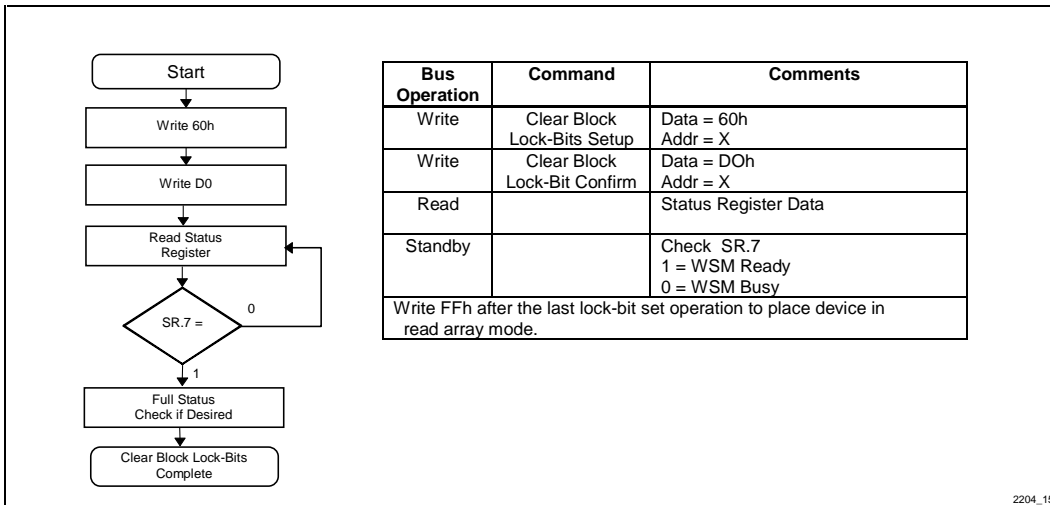 Start
Write 60h
Write D0
Read Status
Register
SR.7 =
0
1
Full Status
Check if Desired
Clear Block Lock-Bits
Complete
Bus
Operation
Command
Comments
Write
Clear Block
Lock-Bits Setup
Data = 60h
Addr = X
Write
Clear Block
Lock-Bit Confirm
Data = DOh
Addr = X
Read
Status Register Data
Standby
Check SR.7
1 = WSM Ready
0 = WSM Busy
Write FFh after the last lock-bit set operation to place device in
read array mode.
2204_15